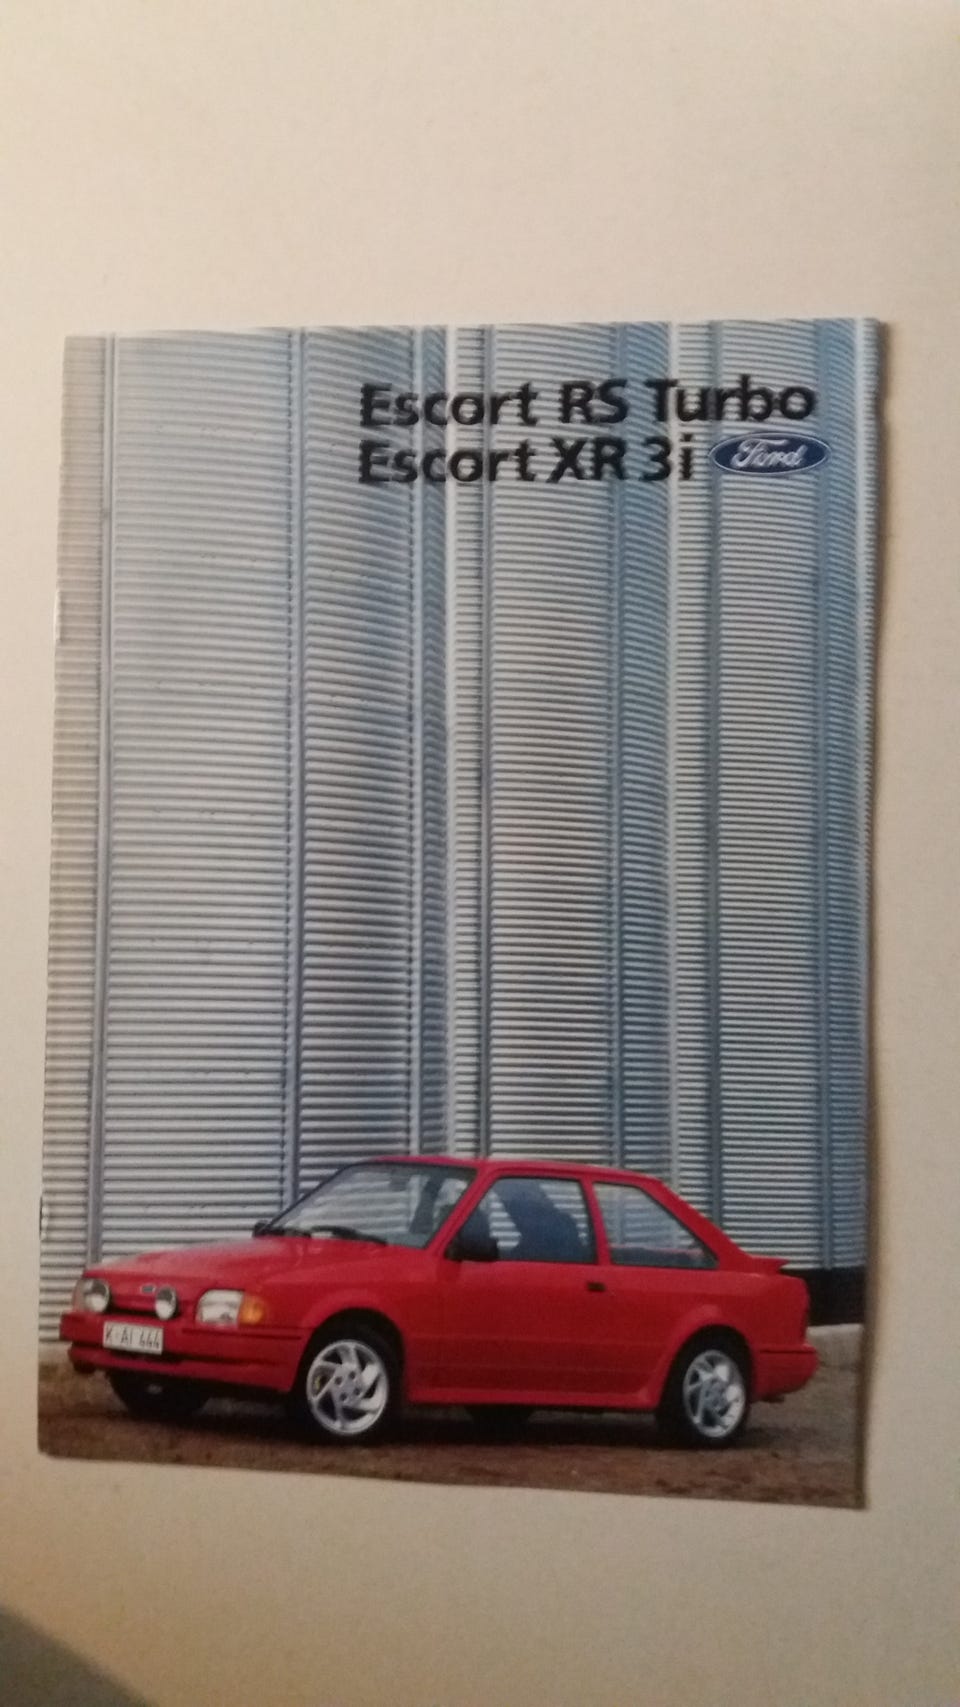 Escort RS Turbo
Escort XR 3i Ford
K-AI 444